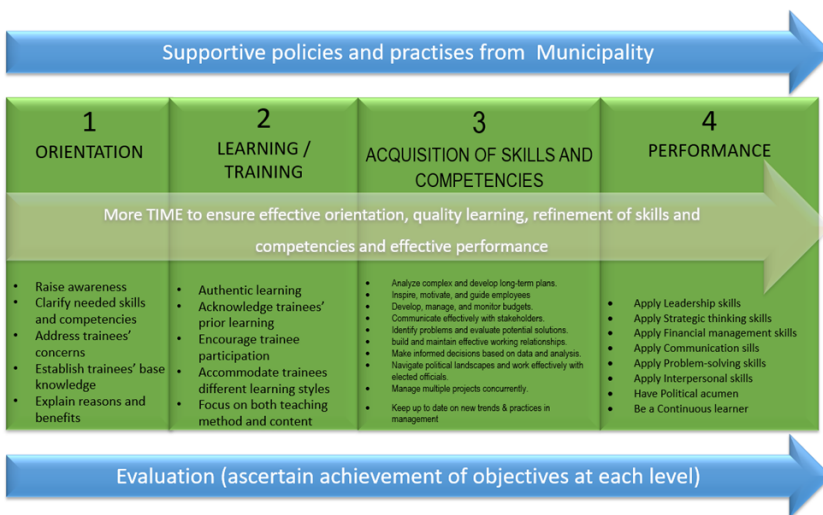 Supportive policies and practises from Municipality
1
ORIENTATION
2
LEARNING /
TRAINING
3
ACQUISITION OF SKILLS AND
COMPETENCIES
4
PERFORMANCE
More TIME to ensure effective orientation, quality learning, refinement of skills and
competencies and effective performance
• Raise awareness
• Clarify needed skills
and competencies
• Address trainees'
concerns
• Establish trainees' base
knowledge
• Explain reasons and
benefits
• Authentic learning
• Acknowledge trainees'
prior learning
• Encourage trainee
participation
• Accommodate trainees
different learning styles
• Focus on both teaching
method and content
• Analyze complex and develop long-term plans.
• Inspire, motivate, and guide employees
• Develop, manage, and monitor budgets.
• Communicate effectively with stakeholders.
• Identify problems and evaluate potential solutions.
• build and maintain effective working relationships.
• Make informed decisions based on data and analysis.
• Navigate political landscapes and work effectively with
elected officials.
• Manage multiple projects concurrently.
• Keep up to date on new trends & practices in
management
• Apply Leadership skills
• Apply Strategic thinking skills
• Apply Financial management skills
• Apply Communication sills
• Apply Problem-solving skills
• Apply Interpersonal skills
• Have Political acumen
• Be a Continuous learner
Evaluation (ascertain achievement of objectives at each level)